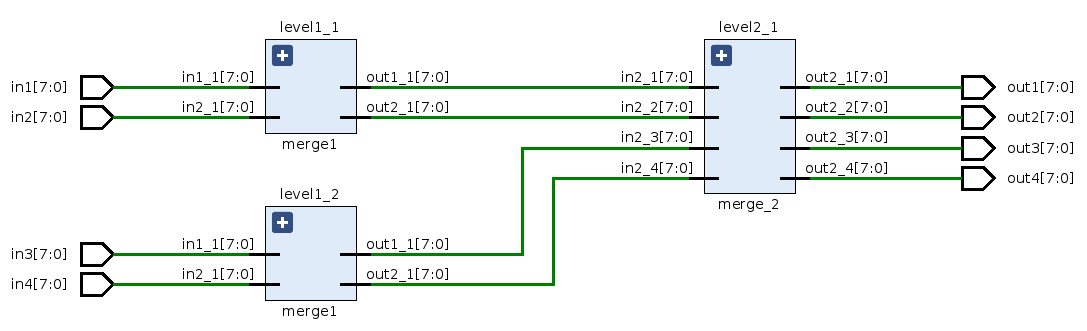 level1_1
level2_1
in1[7:0] in1_1[7:0] out1_1[7:0] in2_1[7:0] out2_1[7:0] out1[7:0]
in2[7:0] in2_1[7:0] out2_1[7:0] in2_2[7:0] out2_2[7:0] out2[7:0]
merge1 in2_3[7:0] out2_3[7:0] out3[7:0]
in2_4[7:0] out2_4[7:0] out4[7:0]
level1_2 merge_2
in3[7:0] in1_1[7:0] out1_1[7:0]
in4[7:0] in2_1[7:0] out2_1[7:0]
merge1